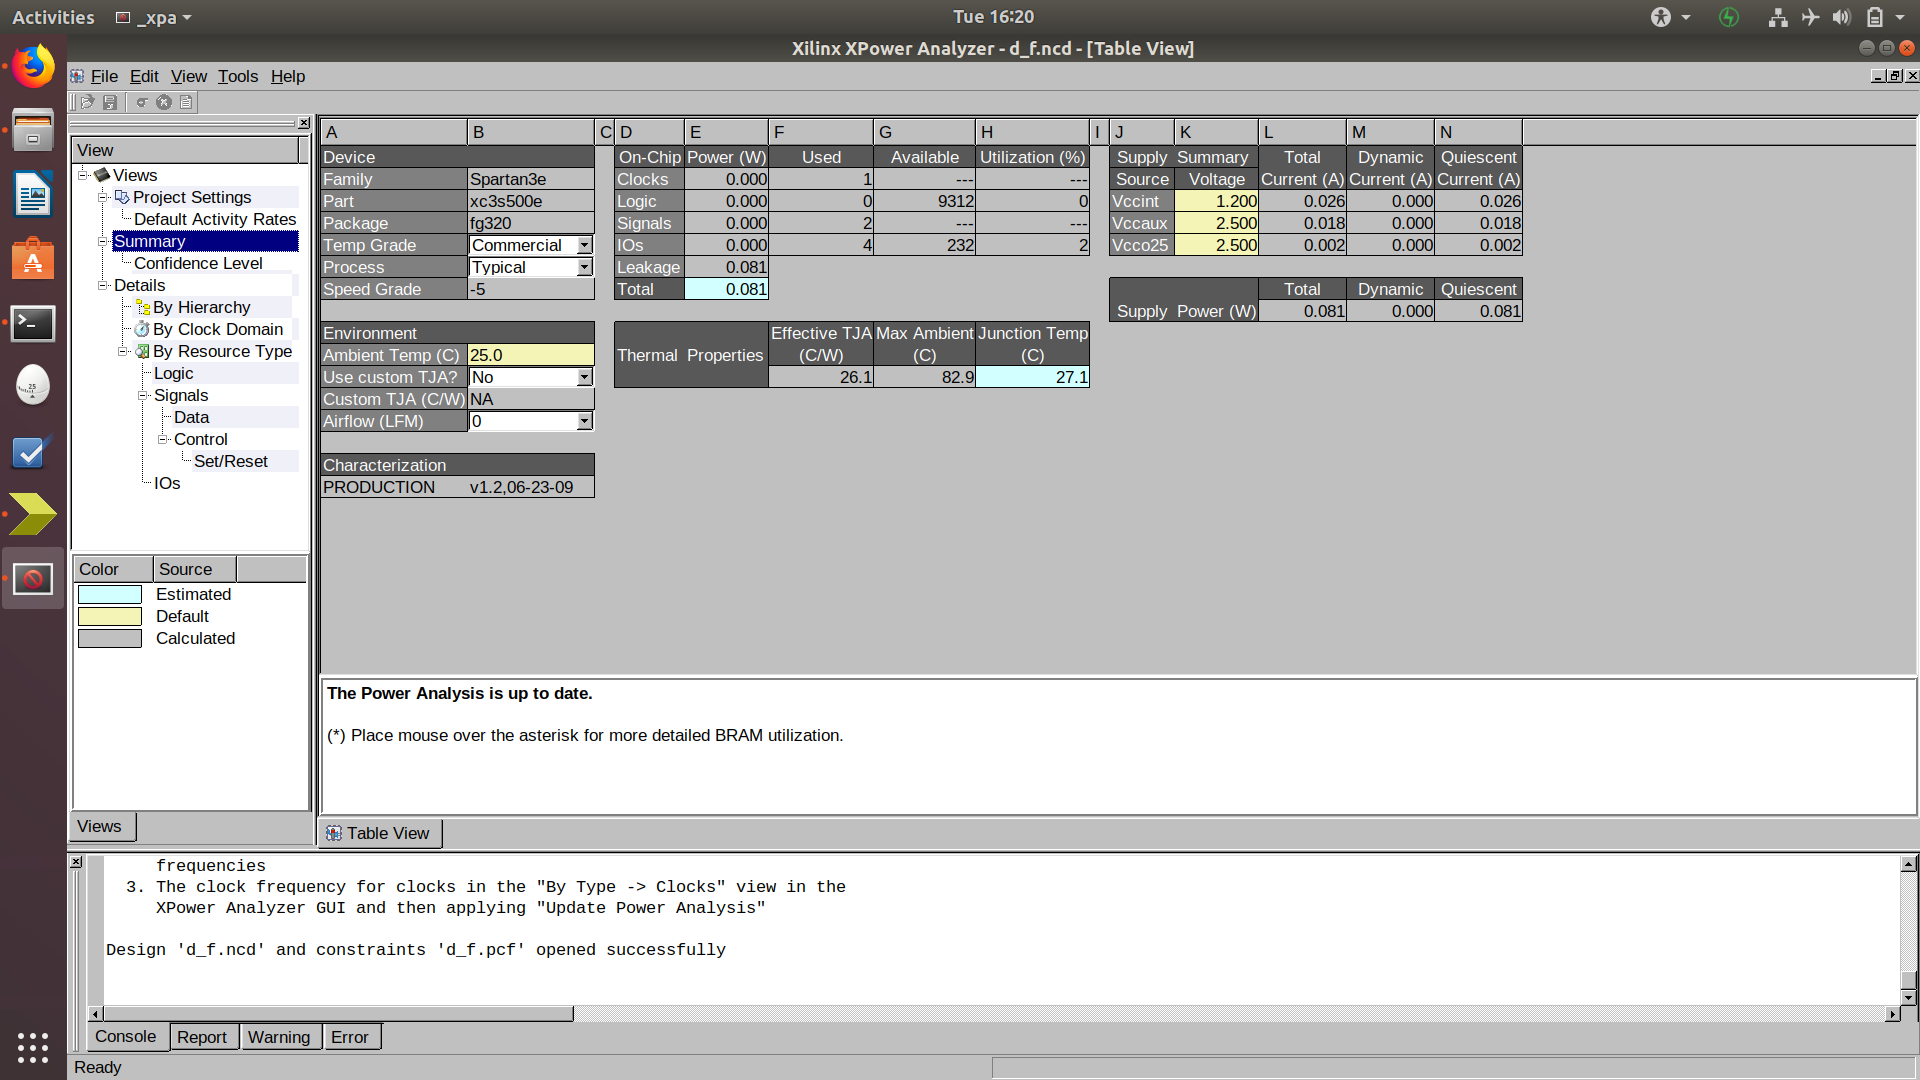 Activities _xpa Tue 16:20
Xilinx XPower Analyzer - d_f.ncd - [Table View]
File Edit View Tools Help
View
Views
Project Settings
Default Activity Rates
Summary
Confidence Level
Details
By Hierarchy
By Clock Domain
By Resource Type
Logic
Signals
Data
Control
Set/Reset
IOs
Color Source
Estimated
Default
Calculated
Views
A B C D E F G H I J K L M N
Device
Family Spartan3e
Part xc3s500e
Package fg320
Temp Grade Commercial
Process Typical
Speed Grade -5
Environment
Ambient Temp (C) 25.0
Use custom TJA? No
Custom TJA (C/W) NA
Airflow (LFM) 0
Characterization
PRODUCTION v1.2,06-23-09
On-Chip Power (W) Used Available Utilization (%)
Clocks 0.000 1 --- ---
Logic 0.000 0 9312 0
Signals 0.000 2 --- ---
IOs 0.000 4 232 2
Leakage 0.081
Total 0.081
Effective TJA Max Ambient Junction Temp
Thermal Properties (C/W) (C) (C)
26.1 82.9 27.1
Supply Summary Total Dynamic Quiescent
Source Voltage Current (A) Current (A) Current (A)
Vccint 1.200 0.026 0.000 0.026
Vccaux 2.500 0.018 0.000 0.018
Vcco25 2.500 0.002 0.000 0.002
Total Dynamic Quiescent
Supply Power (W) 0.081 0.000 0.081
The Power Analysis is up to date.
(*) Place mouse over the asterisk for more detailed BRAM utilization.
Table View
frequencies
3. The clock frequency for clocks in the "By Type -> Clocks" view in the
XPower Analyzer GUI and then applying "Update Power Analysis"
Design 'd_f.ncd' and constraints 'd_f.pcf' opened successfully
Console Report Warning Error
Ready